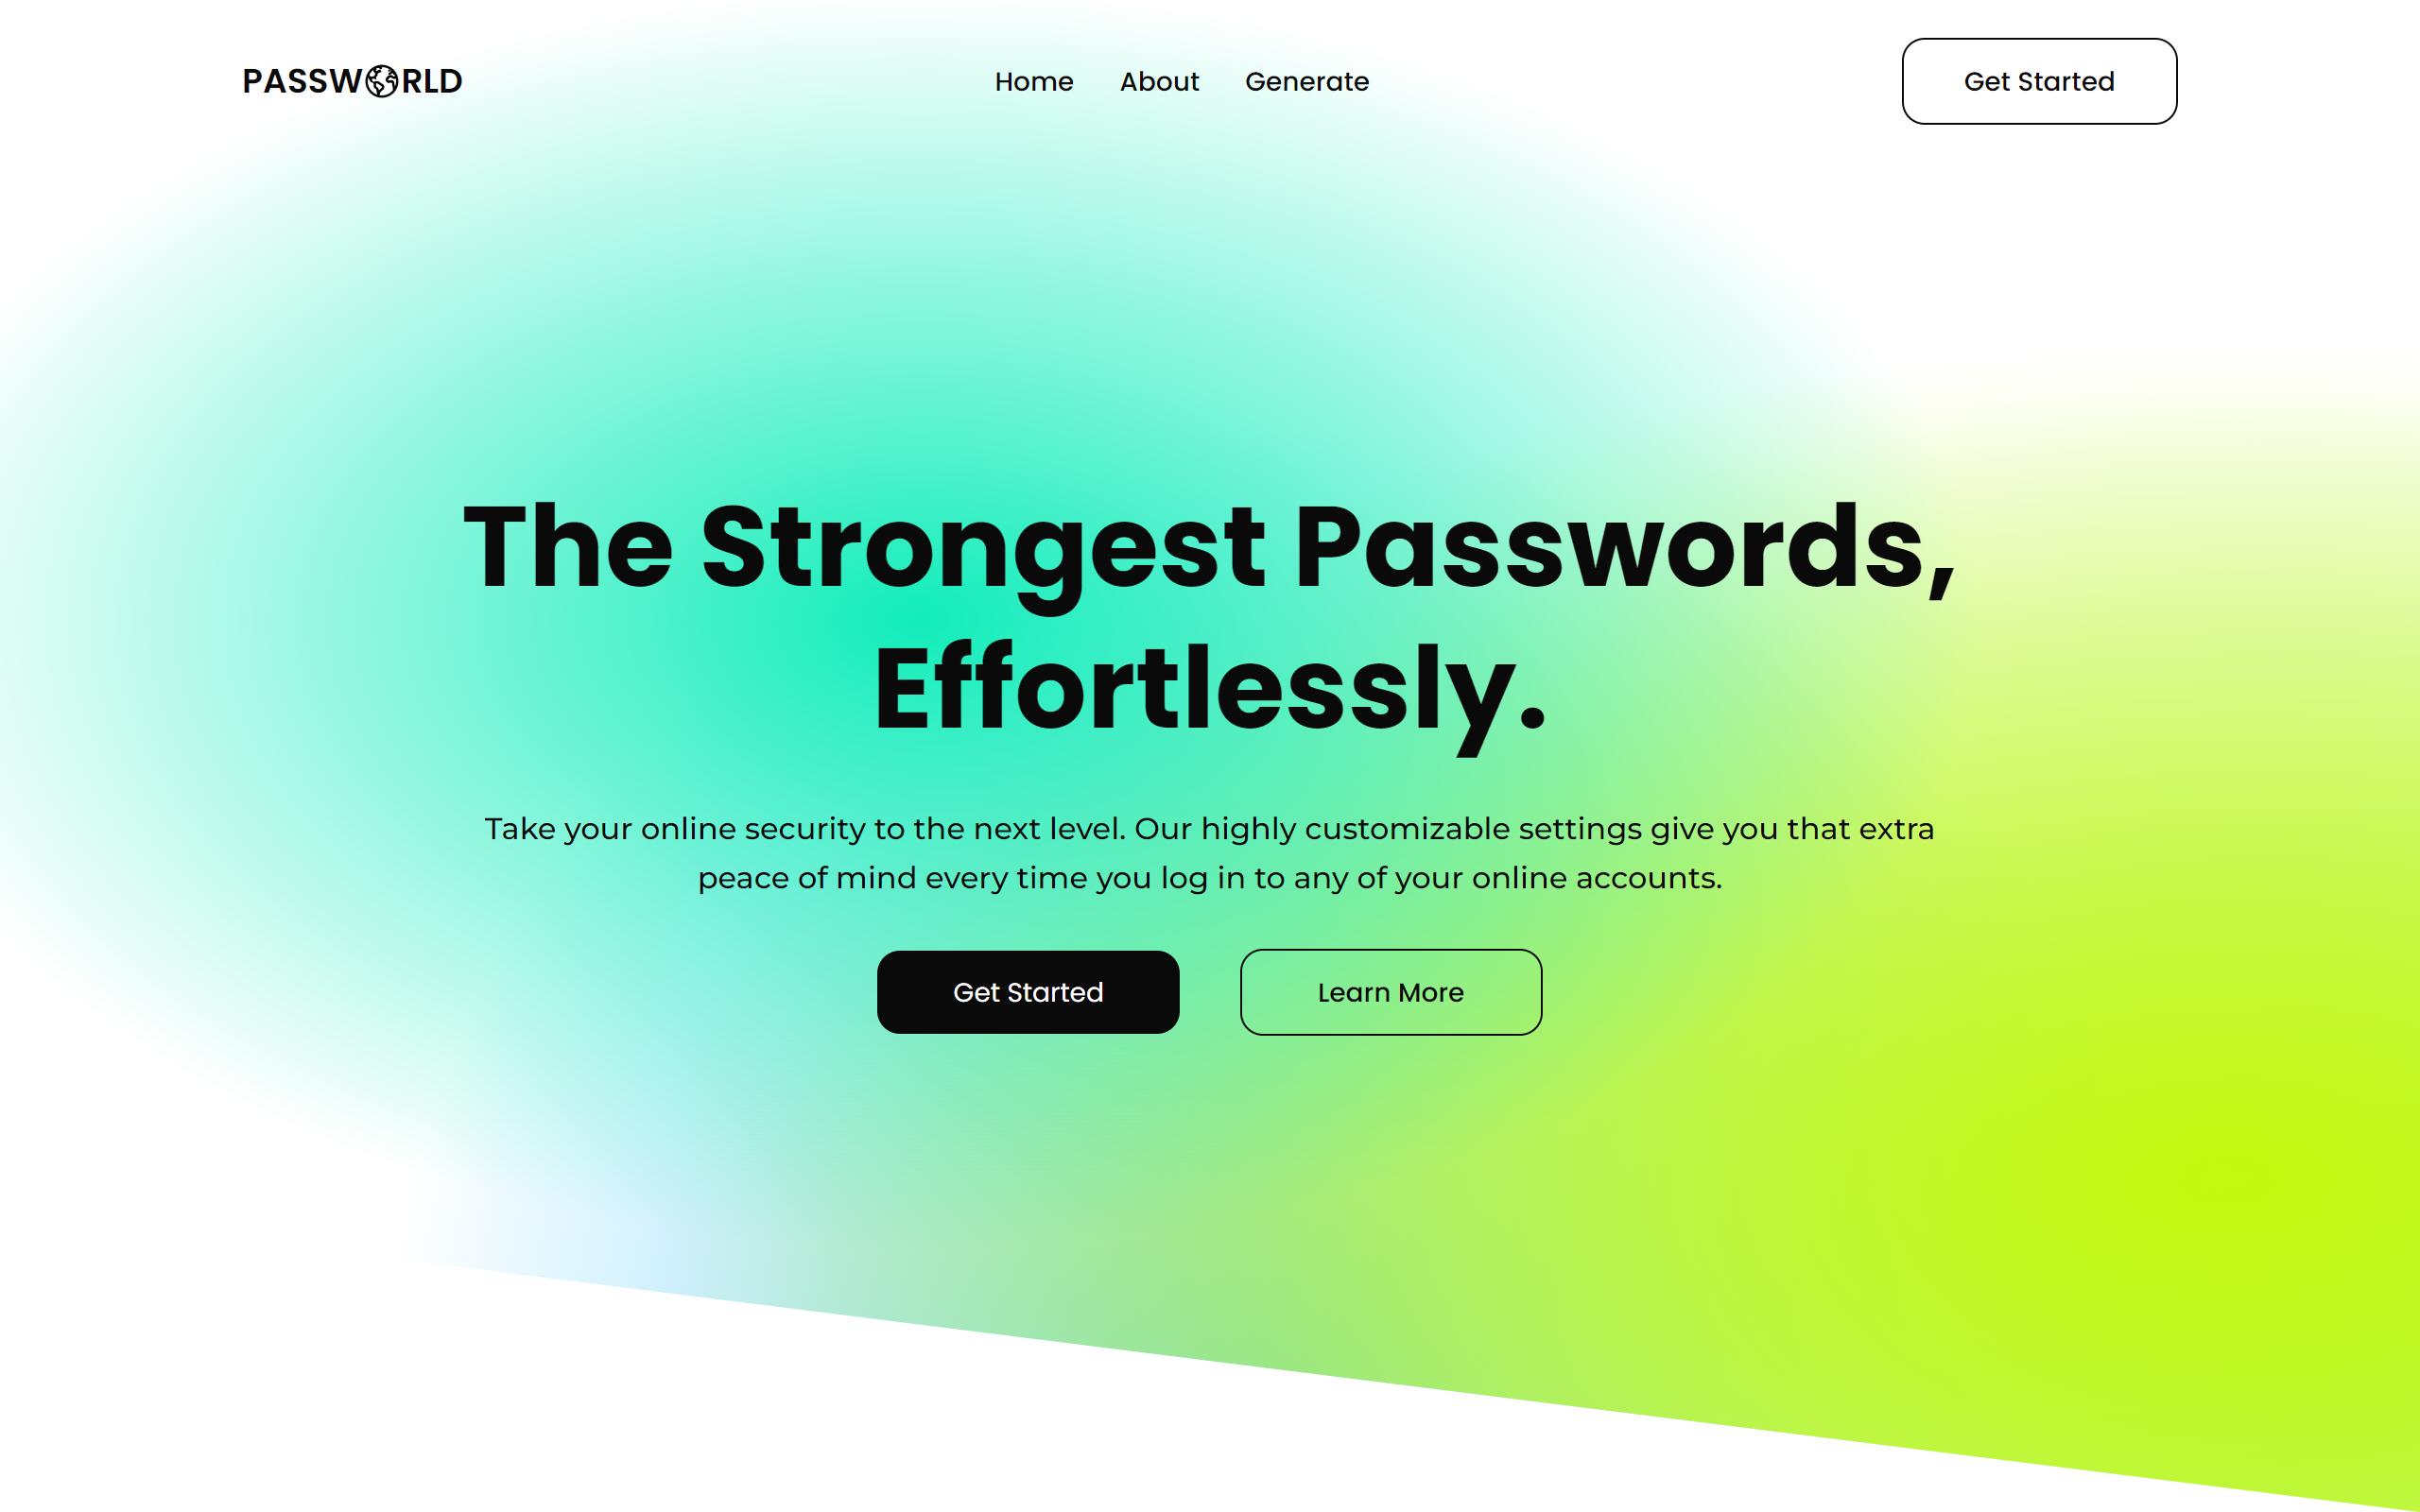 PASSWORLD
Home About Generate
Get Started
The Strongest Passwords,
Effortlessly.
Take your online security to the next level. Our highly customizable settings give you that extra
peace of mind every time you log in to any of your online accounts.
Get Started
Learn More